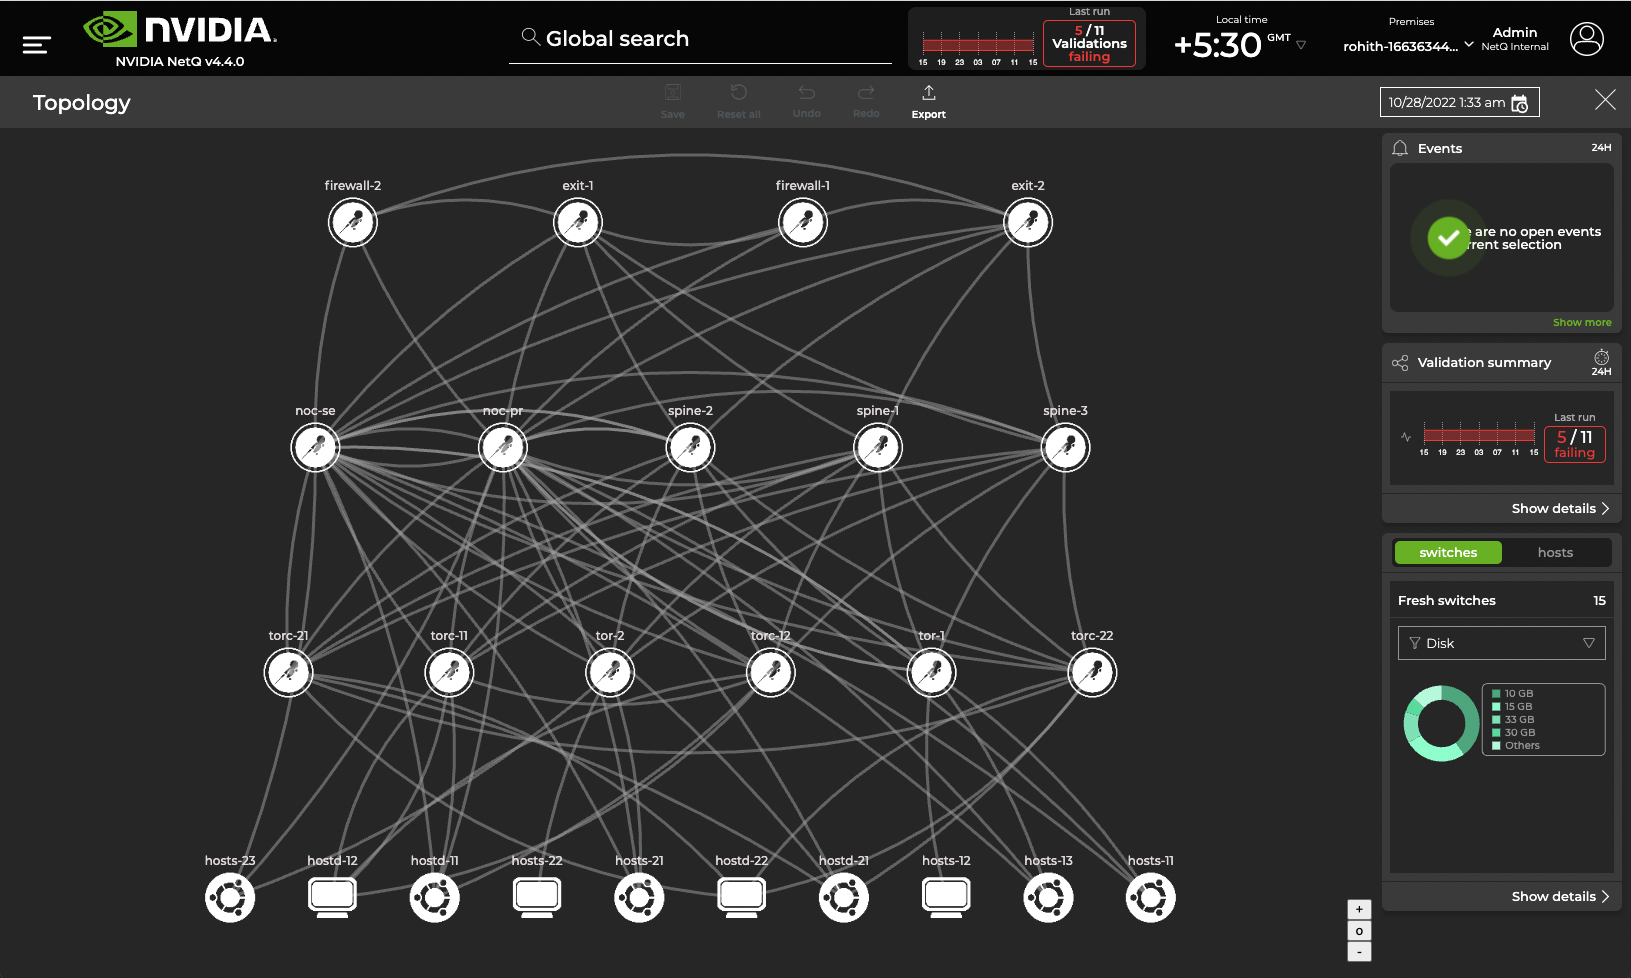 NVIDIA.
NVIDIA NetQ v4.4.0
Global search
15 19 23 03 07 11 15
Last run
5 / 11
Validations
failing
Local time
+5:30 GMT
Premises
rohith-16636344...
Admin
NetQ Internal
Topology
Save
Reset all
Undo
Redo
Export
10/28/2022 1:33 am
firewall-2
exit-1
firewall-1
exit-2
noc-se
noc-pr
spine-2
spine-1
spine-3
torc-21
torc-11
tor-2
torc-12
tor-1
torc-22
hosts-23
hostd-12
hostd-11
hosts-22
hosts-21
hostd-22
hostd-21
hosts-12
hosts-13
hosts-11
+
0
-
Events
24H
are no open events
rrent selection
Show more
Validation summary
24H
15 19 23 03 07 11 15
Last run
5 / 11
failing
Show details
switches
hosts
Fresh switches
15
Disk
10 GB
15 GB
33 GB
30 GB
Others
Show details